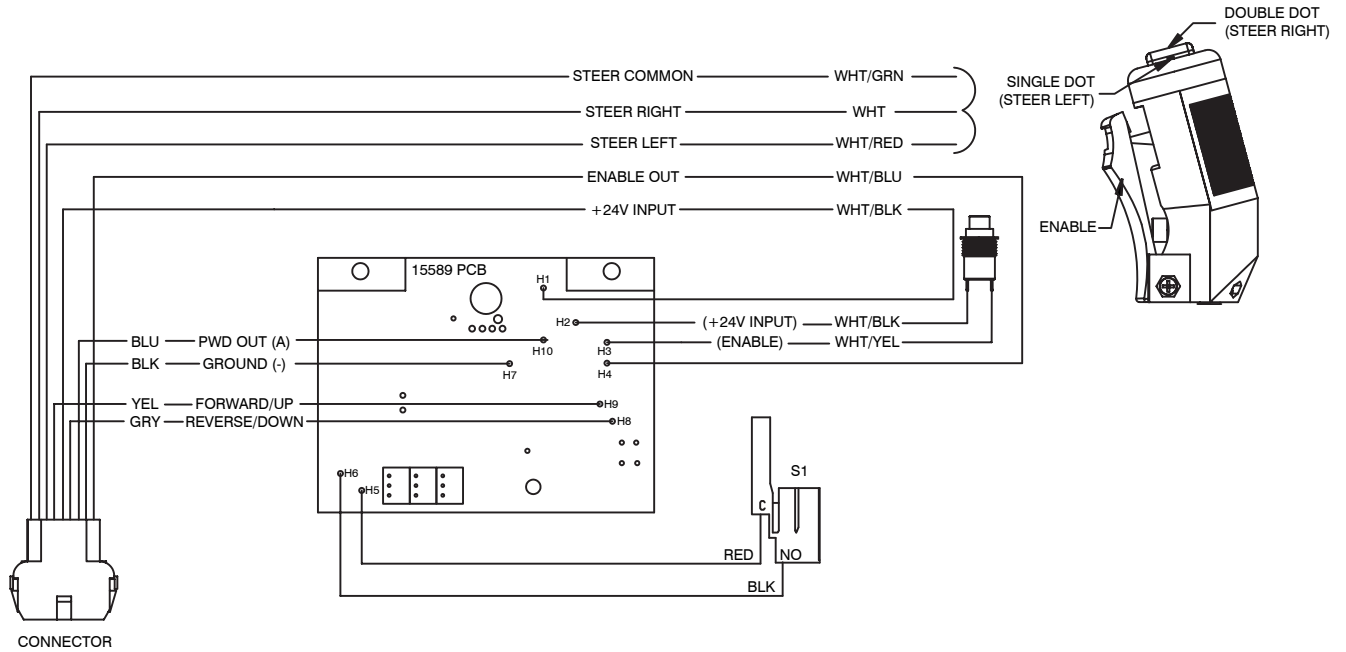 DOUBLE DOT
(STEER RIGHT)
STEER COMMON WHT/GRN
SINGLE DOT
(STEER LEFT)
STEER RIGHT WHT
STEER LEFT WHT/RED
ENABLE OUT WHT/BLU
+24V INPUT WHT/BLK
ENABLE
15589 PCB
H1
H2 (+24V INPUT) WHT/BLK
BLU PWD OUT (A) H10 H3 (ENABLE) WHT/YEL
BLK GROUND (-) H7 H4
YEL FORWARD/UP H9
GRY REVERSE/DOWN H8
H6
H5
S1
C
RED NO
BLK
CONNECTOR